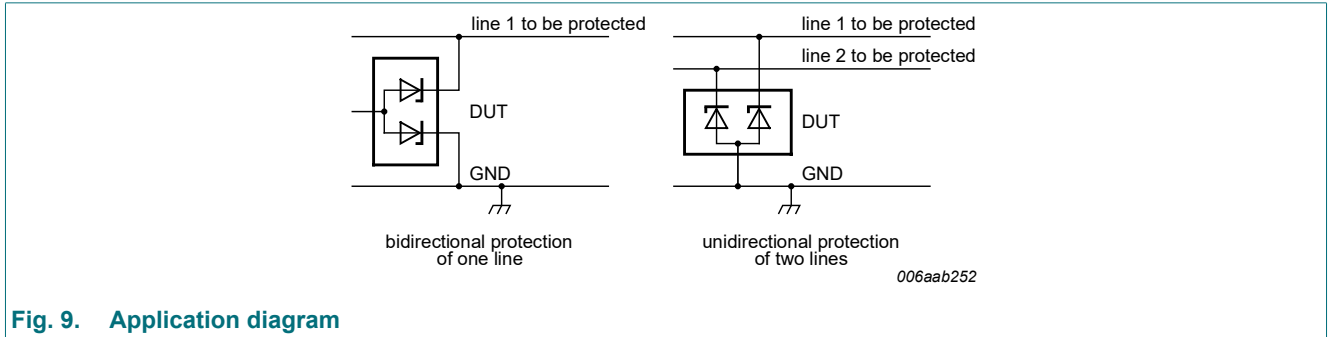 line 1 to be protected
DUT
GND
bidirectional protection
of one line
line 1 to be protected
line 2 to be protected
DUT
GND
unidirectional protection
of two lines
006aab252
Fig. 9. Application diagram